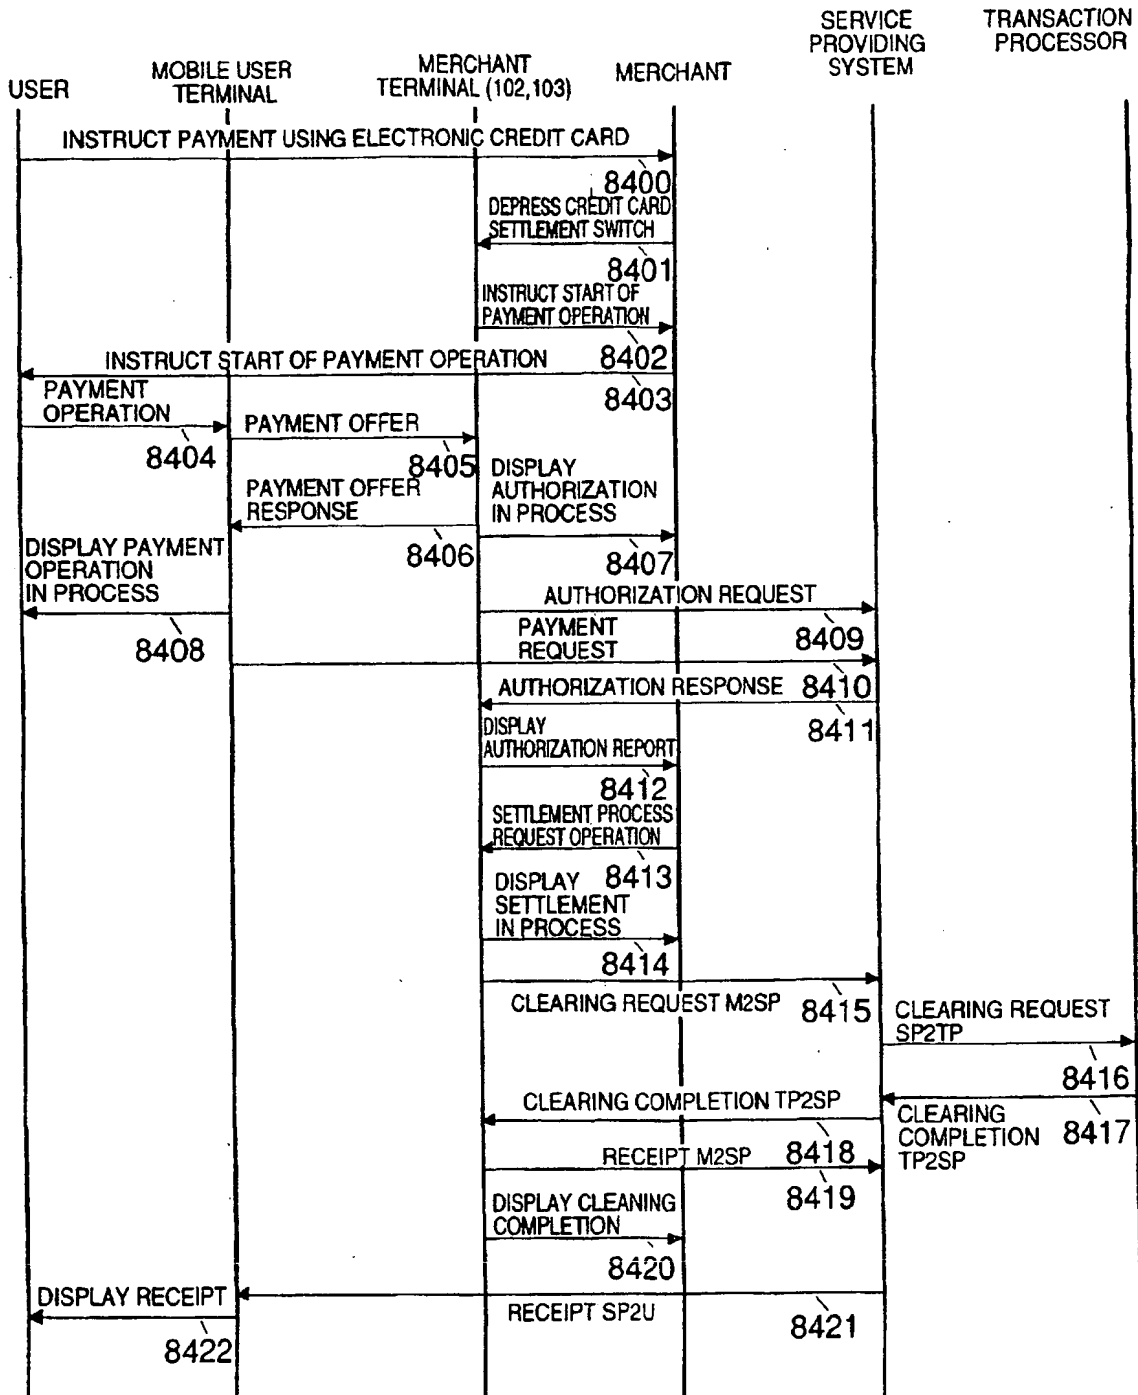 SERVICE
PROVIDING
SYSTEM
TRANSACTION
PROCESSOR
USER
MOBILE USER
TERMINAL
MERCHANT
TERMINAL (102,103)
MERCHANT
INSTRUCT PAYMENT USING ELECTRONIC CREDIT CARD
8400
DEPRESS CREDIT CARD
SETTLEMENT SWITCH
8401
INSTRUCT START OF
PAYMENT OPERATION
8402
INSTRUCT START OF PAYMENT OPERATION
8403
PAYMENT
OPERATION
8404
PAYMENT OFFER
8405
PAYMENT OFFER
RESPONSE
8406
DISPLAY
AUTHORIZATION
IN PROCESS
8407
DISPLAY PAYMENT
OPERATION
IN PROCESS
8408
AUTHORIZATION REQUEST
8409
PAYMENT
REQUEST
8410
AUTHORIZATION RESPONSE
8411
DISPLAY
AUTHORIZATION REPORT
8412
SETTLEMENT PROCESS
REQUEST OPERATION
8413
DISPLAY
SETTLEMENT
IN PROCESS
8414
CLEARING REQUEST M2SP
8415
CLEARING REQUEST
SP2TP
8416
CLEARING
COMPLETION
TP2SP
8417
CLEARING COMPLETION TP2SP
8418
RECEIPT M2SP
8419
DISPLAY CLEANING
COMPLETION
8420
RECEIPT SP2U
8421
DISPLAY RECEIPT
8422